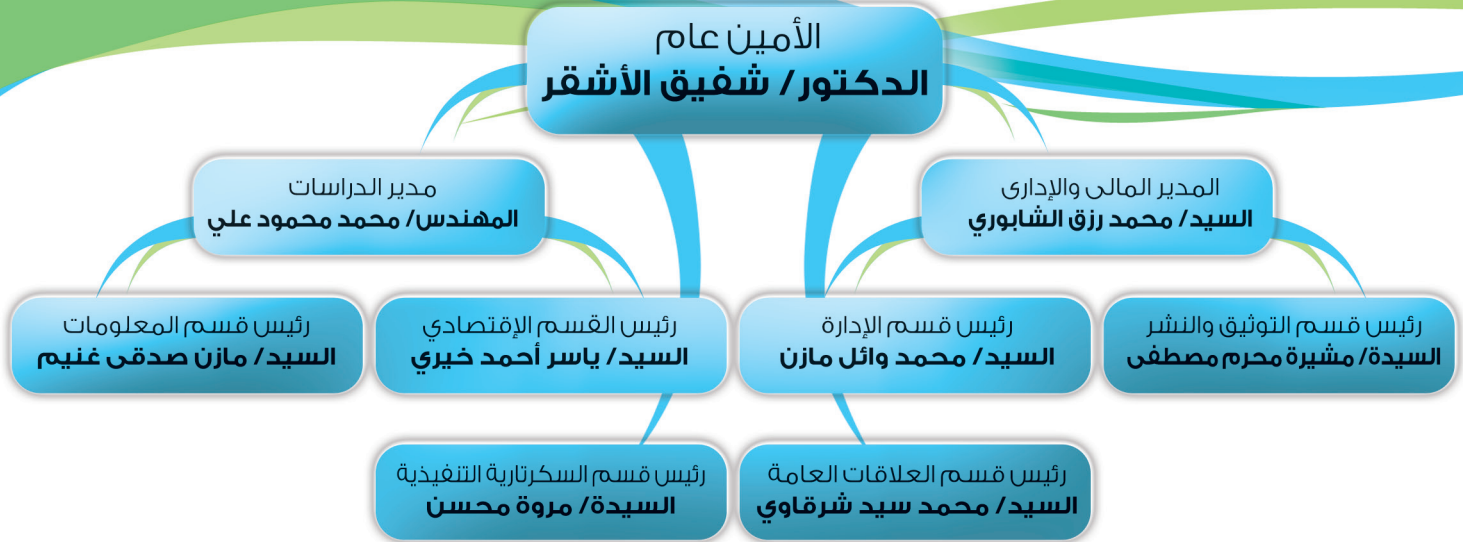 الأمين عام
الدكتور/ شفيق الأشقر
المدير المالى والإدارى
السيد/ محمد رزق الشابوري
مدير الدراسات
المهندس/ محمد محمود علي
رئيس قسم التوثيق والنشر
السيدة/ مشيرة محرم مصطفى
رئيس قسم الإدارة
السيد/ محمد وائل مازن
رئيس القسم الإقتصادي
السيد/ ياسر أحمد خيري
رئيس قسم المعلومات
السيد/ مازن صدقى غنيم
رئيس قسم العلاقات العامة
السيد/ محمد سيد شرقاوي
رئيس قسم السكرتارية التنفيذية
السيدة/ مروة محسن